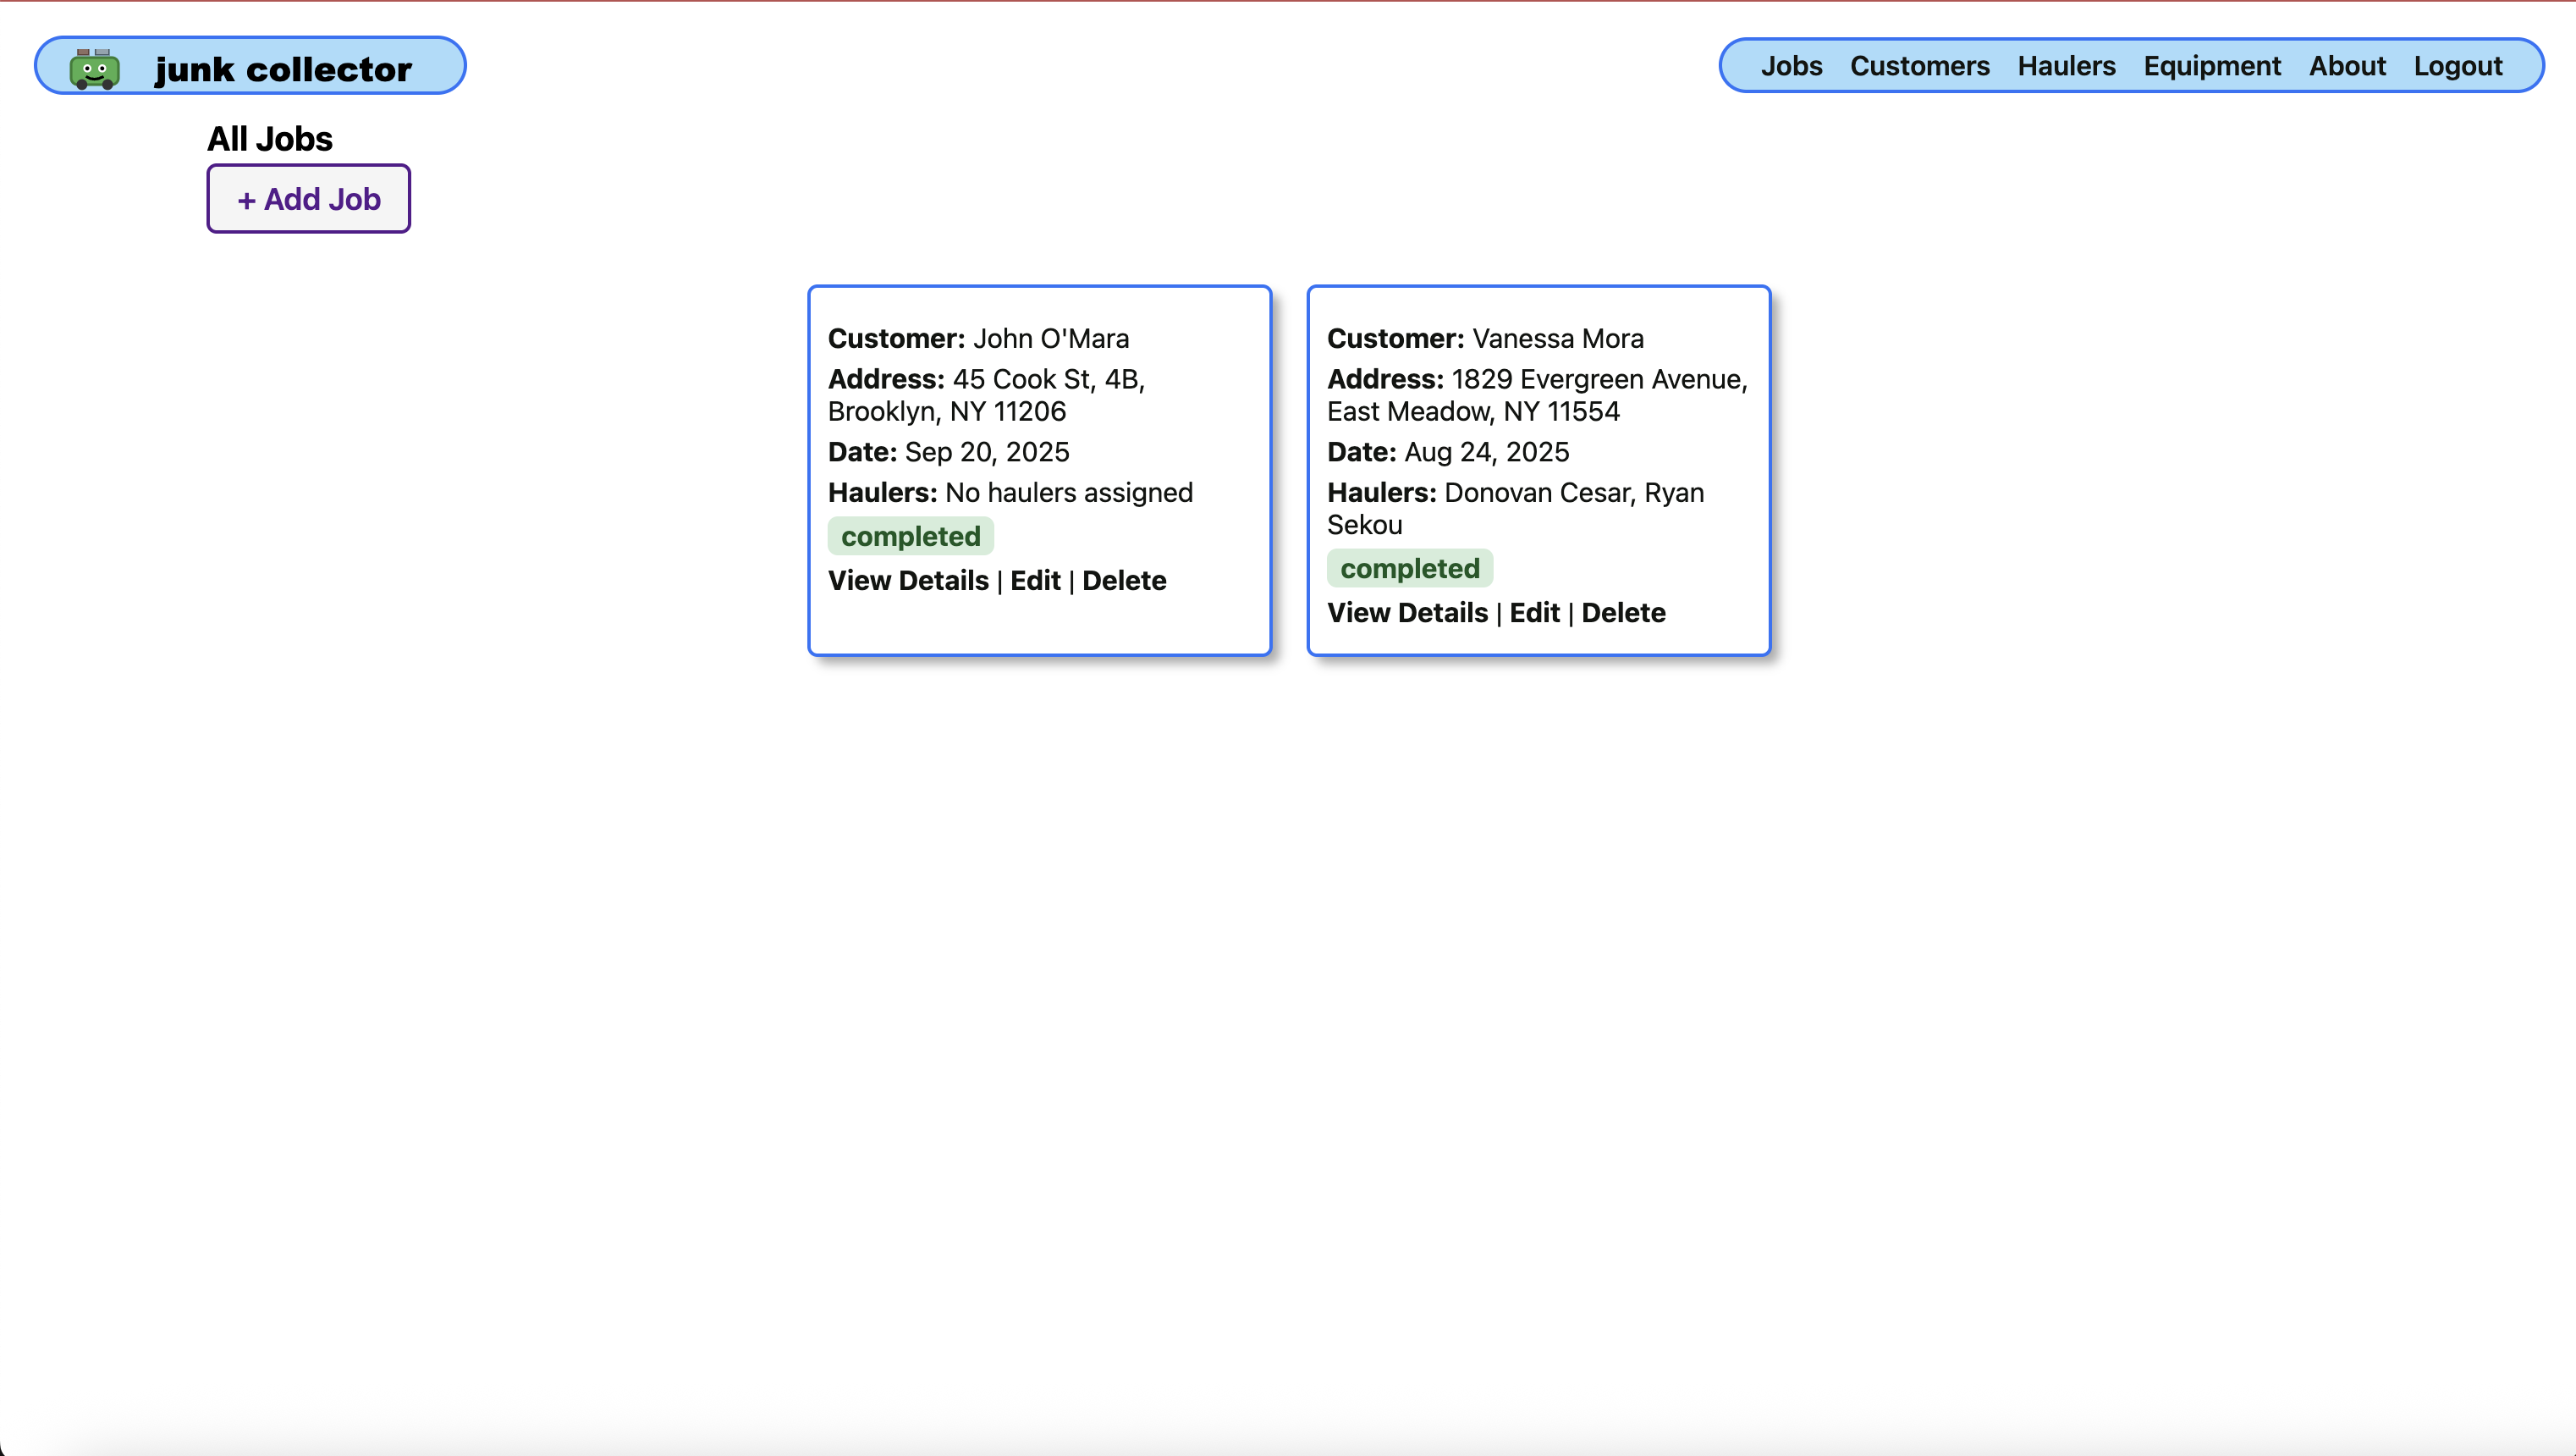 junk collector
Jobs Customers Haulers Equipment About Logout
All Jobs
+ Add Job
Customer: John O'Mara
Address: 45 Cook St, 4B,
Brooklyn, NY 11206
Date: Sep 20, 2025
Haulers: No haulers assigned
completed
View Details | Edit | Delete
Customer: Vanessa Mora
Address: 1829 Evergreen Avenue,
East Meadow, NY 11554
Date: Aug 24, 2025
Haulers: Donovan Cesar, Ryan
Sekou
completed
View Details | Edit | Delete